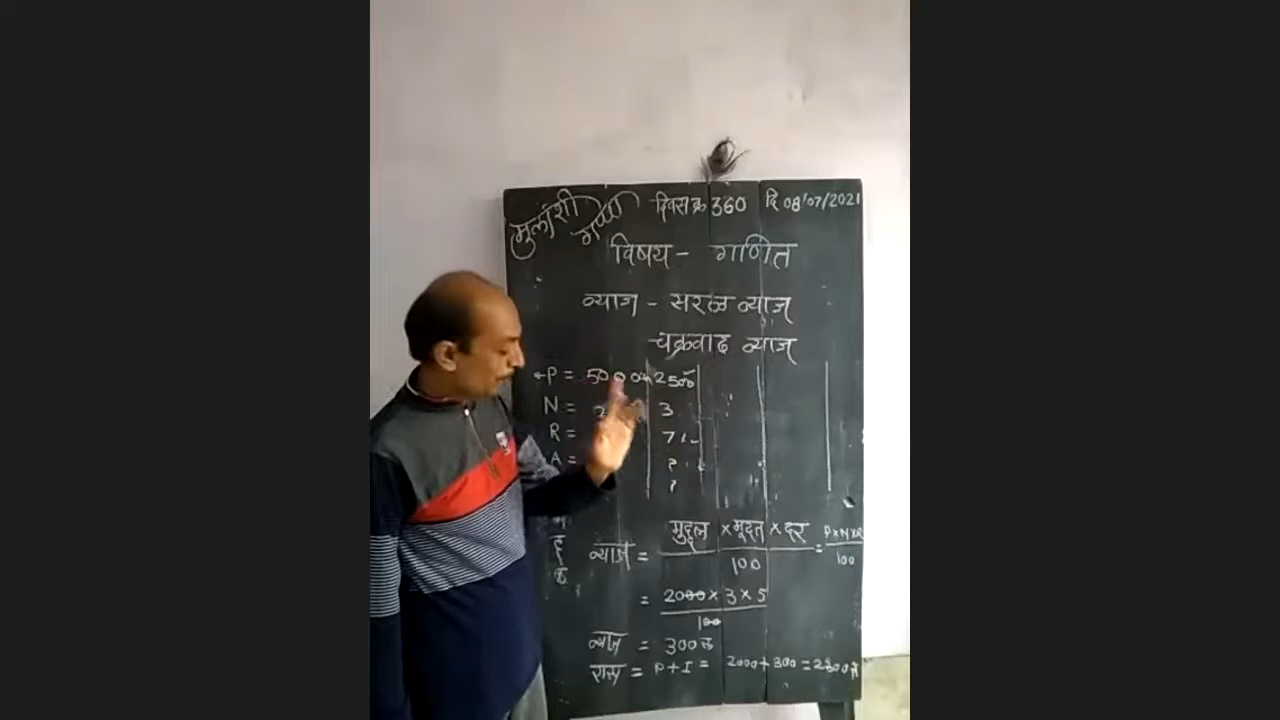 मुलांशी गप्पा दिवस क्र 360 दि 08/07/2021
विषय - गणित
व्याज - सरळ व्याज
चक्रवाढ व्याज
P = 5000 2500
N = 3
R = 7%
A = ?
?
व्याज = मुद्दल × मुद्दत × दर / 100 = P×N×R / 100
= 2000 × 3 × 5 / 100
व्याज = 300 रु
रास = P + I = 2000 + 300 = 2300 रु